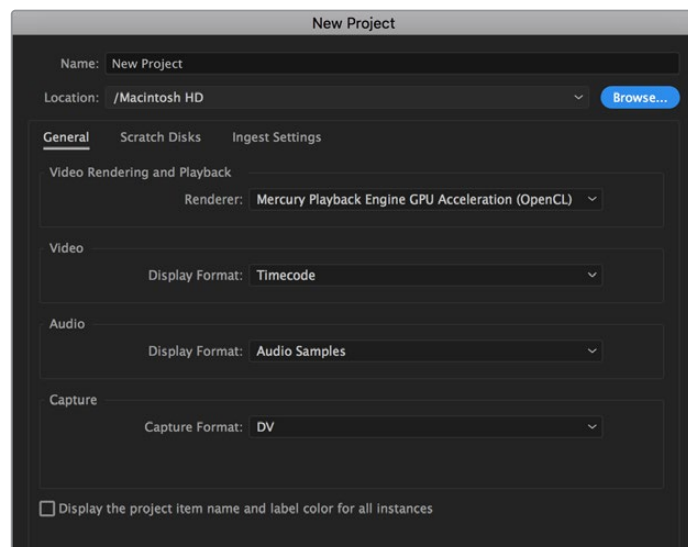 New Project
Name: New Project
Location: /Macintosh HD Browse...
General Scratch Disks Ingest Settings
Video Rendering and Playback
Renderer: Mercury Playback Engine GPU Acceleration (OpenCL)
Video
Display Format: Timecode
Audio
Display Format: Audio Samples
Capture
Capture Format: DV
Display the project item name and label color for all instances